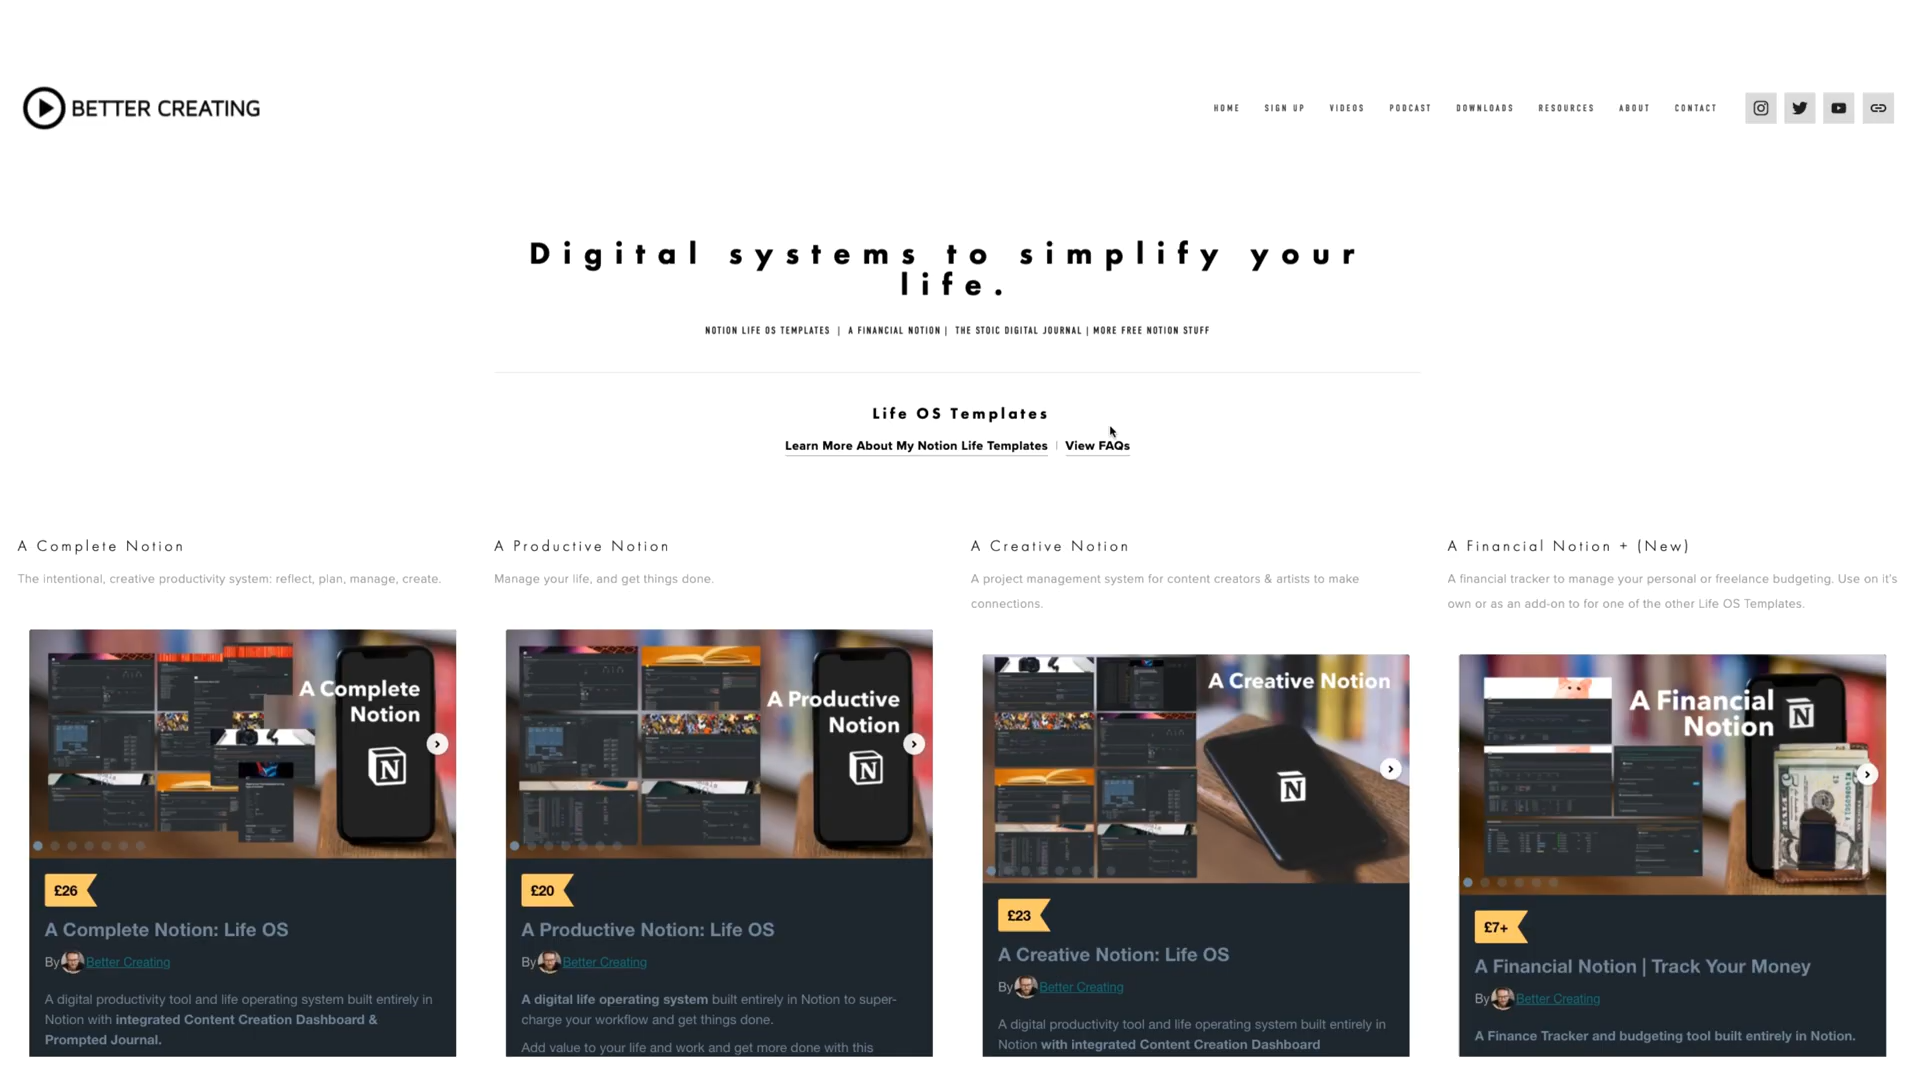 BETTER CREATING
HOME SIGN UP VIDEOS PODCAST DOWNLOADS RESOURCES ABOUT CONTACT
Digital systems to simplify your
life.
NOTION LIFE OS TEMPLATES | A FINANCIAL NOTION | THE STOIC DIGITAL JOURNAL | MORE FREE NOTION STUFF
Life OS Templates
Learn More About My Notion Life Templates | View FAQs
A Complete Notion
The intentional, creative productivity system: reflect, plan, manage, create.
A Complete
Notion
£26
A Complete Notion: Life OS
By Better Creating
A digital productivity tool and life operating system built entirely in
Notion with integrated Content Creation Dashboard &
Prompted Journal.
A Productive Notion
Manage your life, and get things done.
A Productive
Notion
£20
A Productive Notion: Life OS
By Better Creating
A digital life operating system built entirely in Notion to super-
charge your workflow and get things done.
Add value to your life and work and get more done with this
A Creative Notion
A project management system for content creators & artists to make
connections.
A Creative Notion
£23
A Creative Notion: Life OS
By Better Creating
A digital productivity tool and life operating system built entirely in
Notion with integrated Content Creation Dashboard
A Financial Notion + (New)
A financial tracker to manage your personal or freelance budgeting. Use on it's
own or as an add-on to for one of the other Life OS Templates.
A Financial
Notion
£7+
A Financial Notion | Track Your Money
By Better Creating
A Finance Tracker and budgeting tool built entirely in Notion.